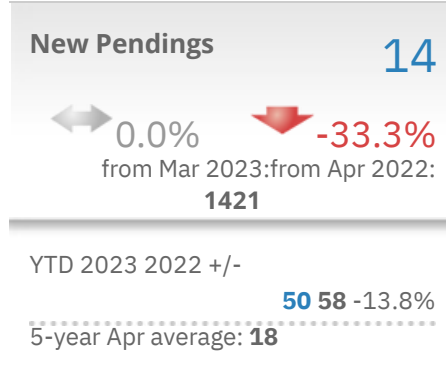 New Pendings
14
0.0% -33.3%
from Mar 2023:from Apr 2022:
1421
YTD 2023 2022 +/-
50 58 -13.8%
5-year Apr average: 18